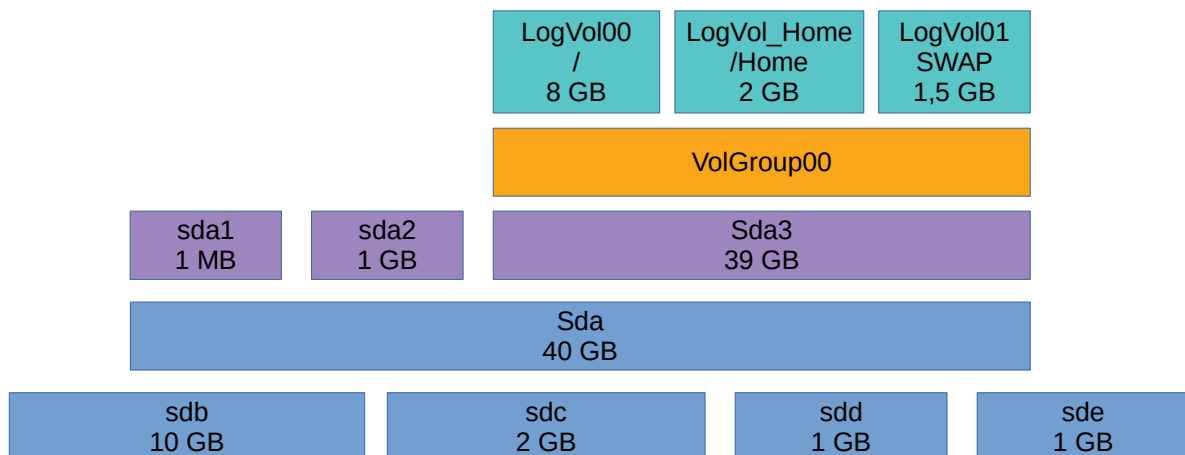 LogVol00
/
8 GB
LogVol_Home
/Home
2 GB
LogVol01
SWAP
1,5 GB
VolGroup00
sda1
1 MB
sda2
1 GB
Sda3
39 GB
Sda
40 GB
sdb
10 GB
sdc
2 GB
sdd
1 GB
sde
1 GB